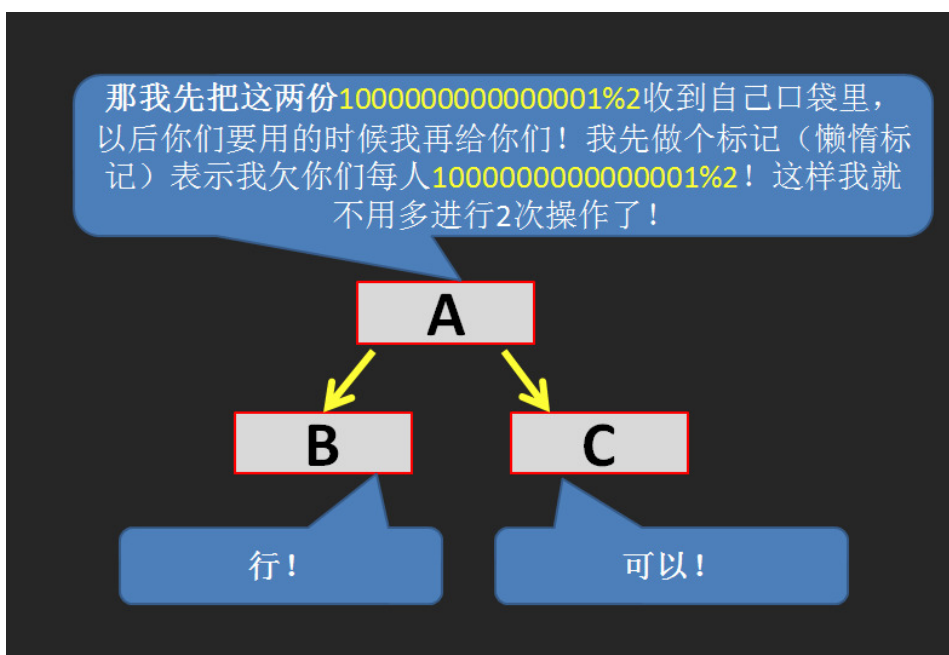 那我先把这两份1000000000000001%2收到自己口袋里，
以后你们要用的时候我再给你们！我先做个标记（懒惰标
记）表示我欠你们每人1000000000000001%2！这样我就
不用多进行2次操作了！
A
B
C
行！
可以！